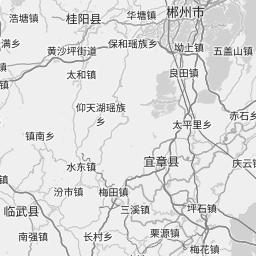 桂阳县
华塘镇
郴州市
浩塘镇
满乡
黄沙坪街道
保和瑶族乡
坳上镇
五盖山镇
太和镇
良田镇
仰天湖瑶族
乡
赤石乡
太平里乡
镇南乡
水东镇
宜章县
庆云镇
汾市镇
梅田镇
临武县
三溪镇
坪石镇
南强镇
长村乡
栗源镇
梅花镇